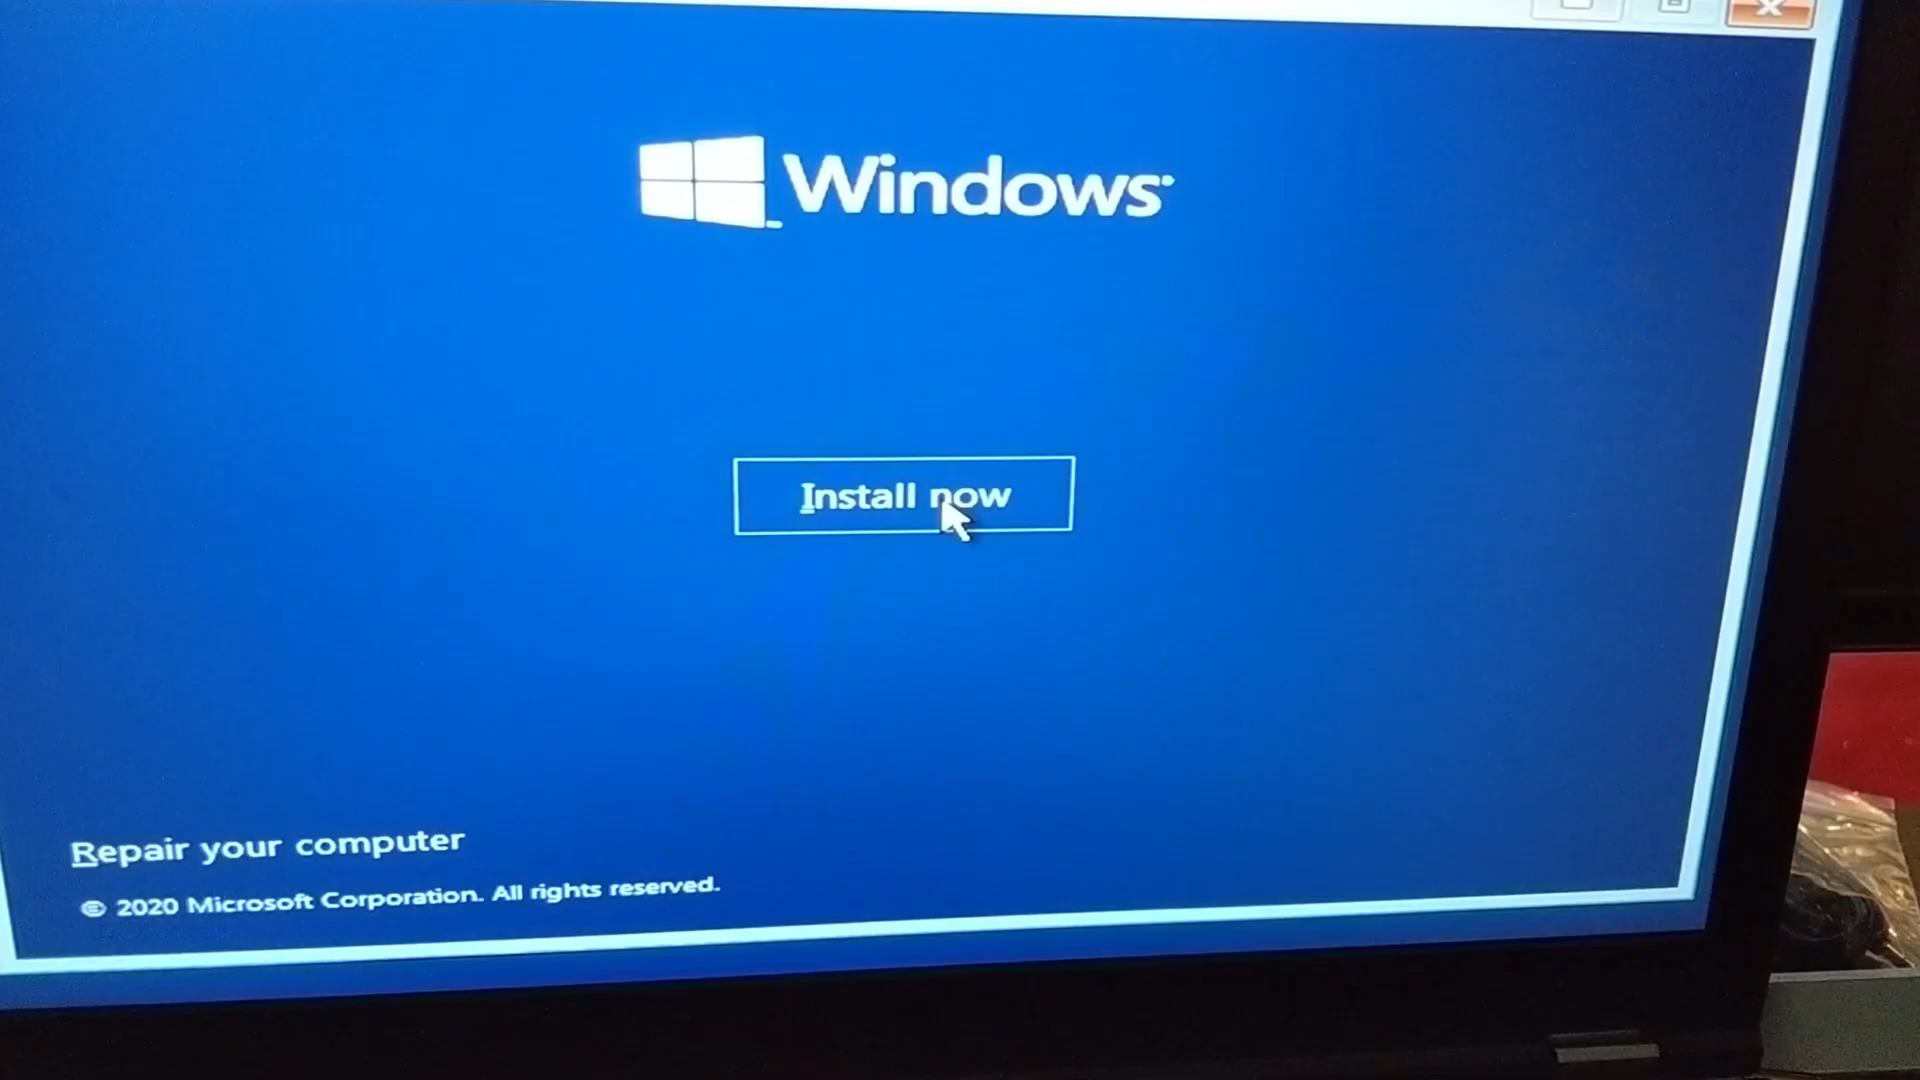 Windows
Install now
Repair your computer
© 2020 Microsoft Corporation. All rights reserved.